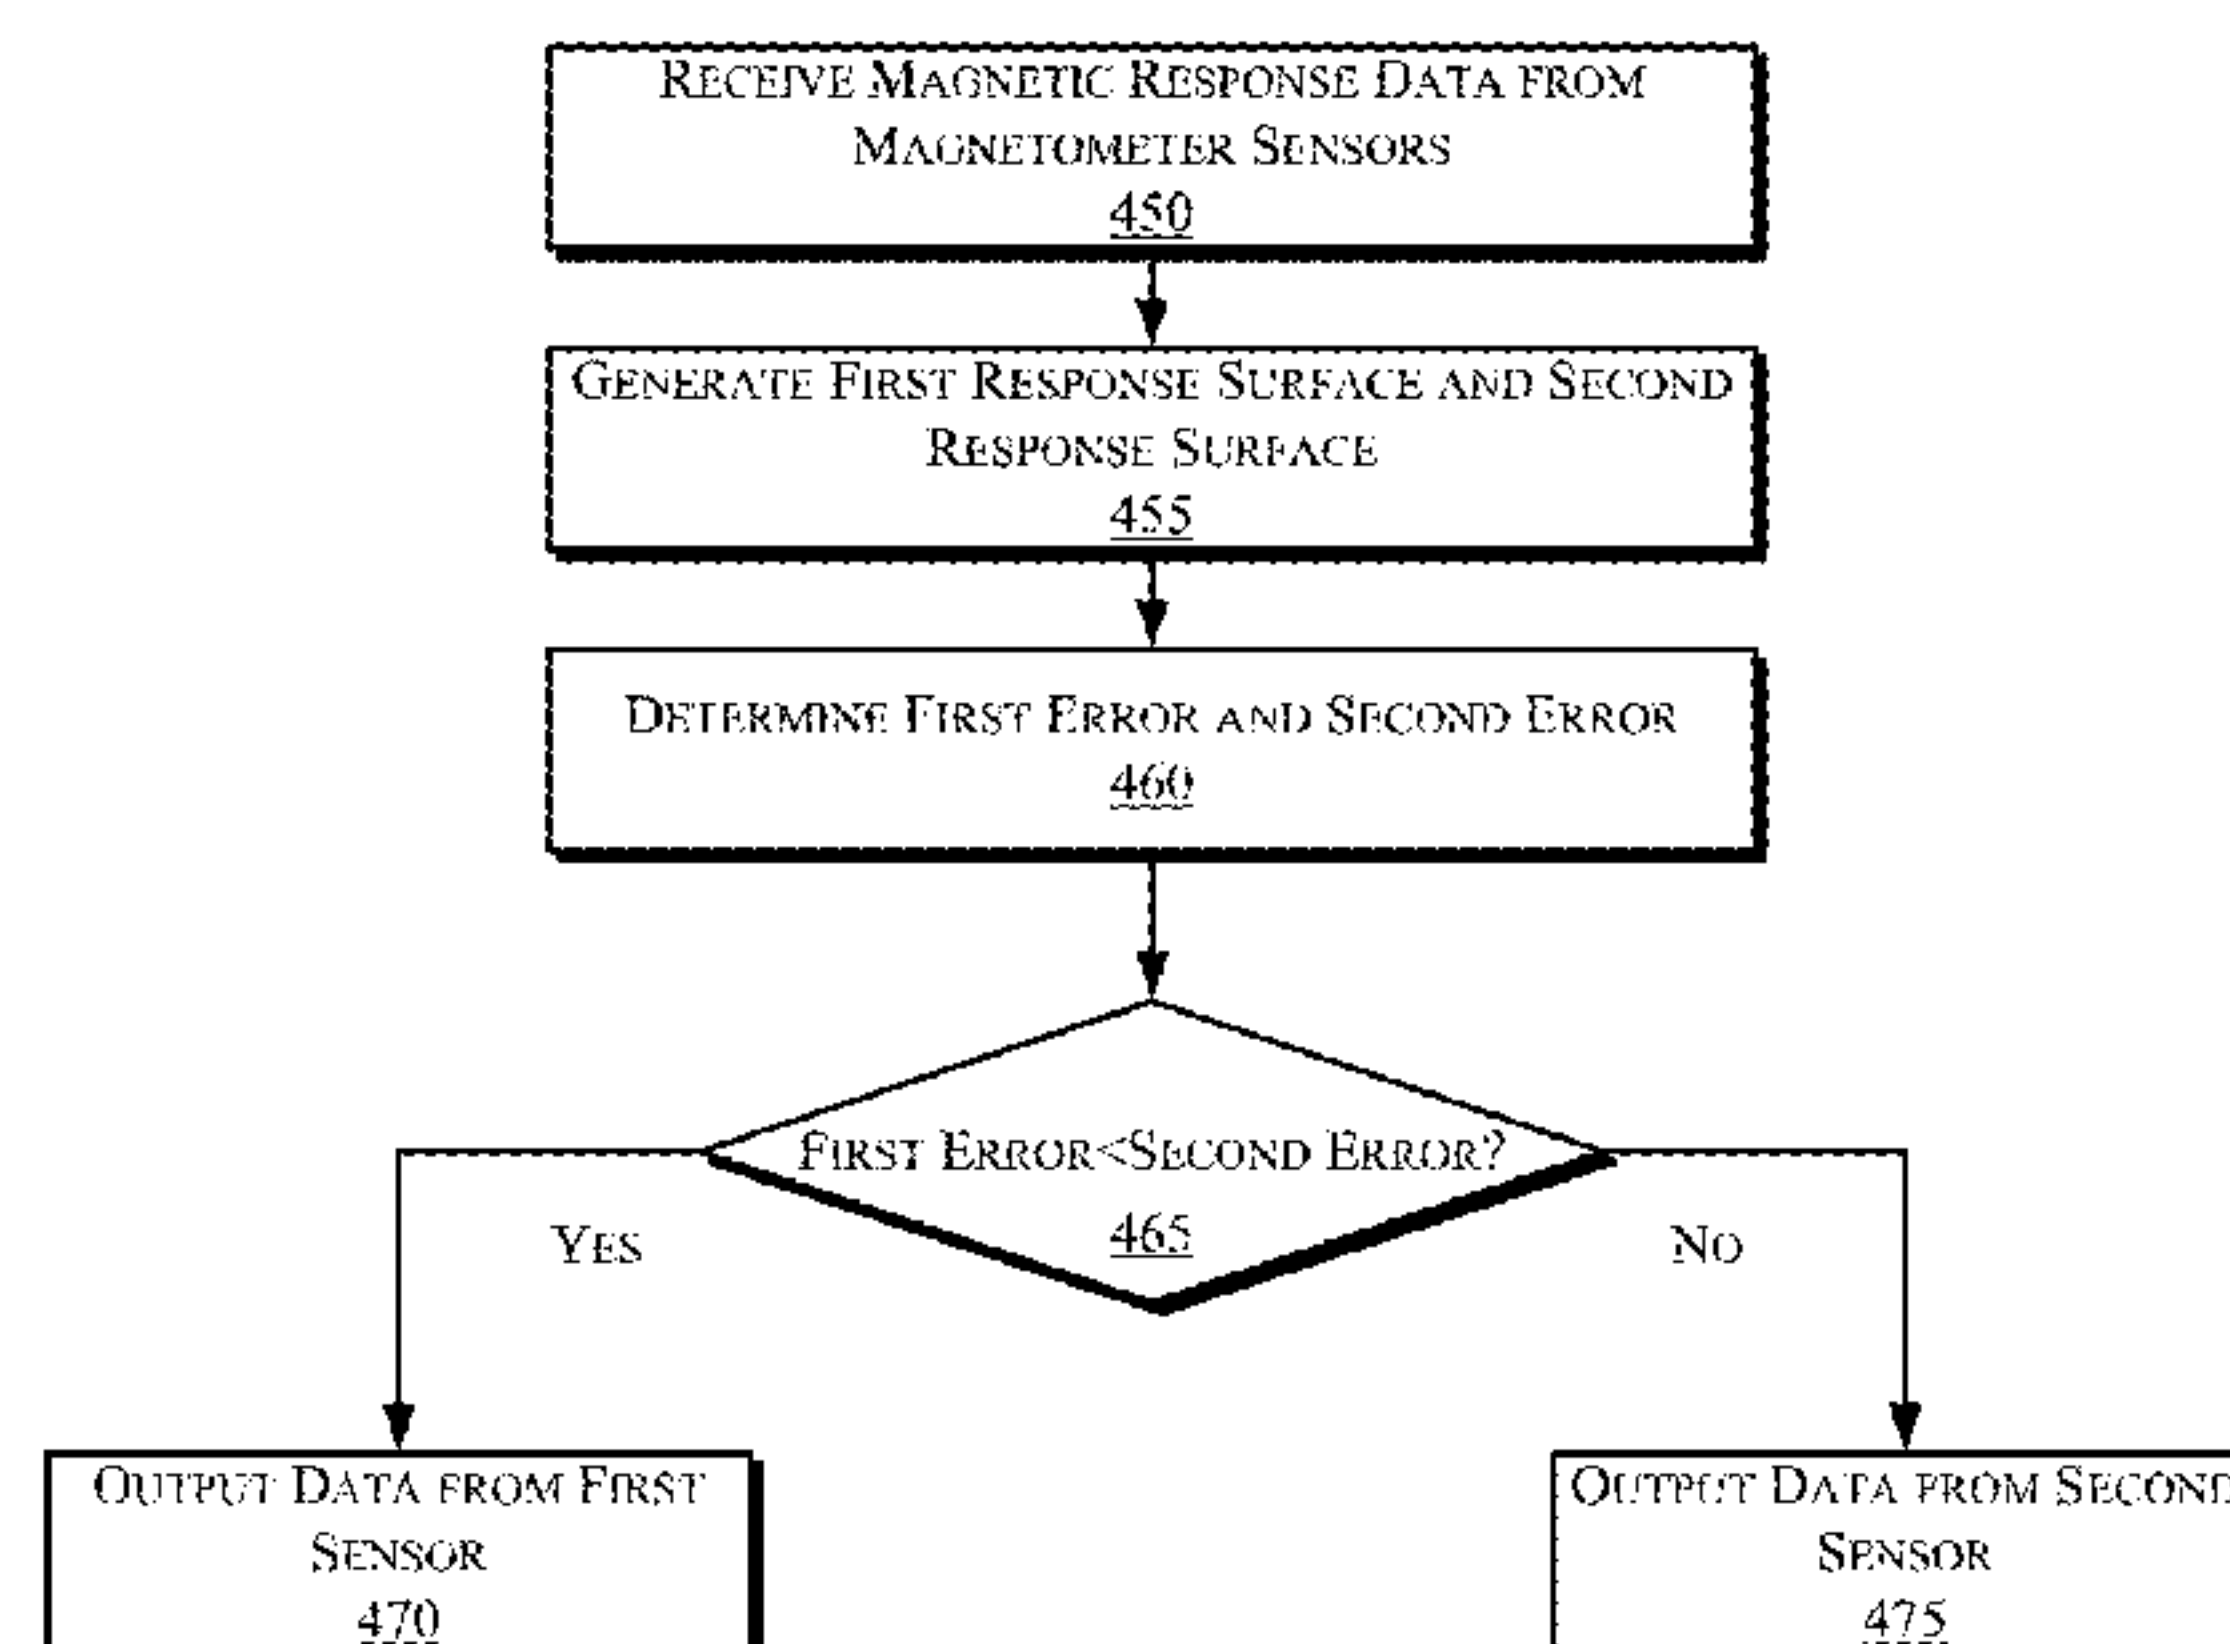 RECEIVE MAGNETIC RESPONSE DATA FROM
MAGNETOMETER SENSORS
450
GENERATE FIRST RESPONSE SURFACE AND SECOND
RESPONSE SURFACE
455
DETERMINE FIRST ERROR AND SECOND ERROR
460
FIRST ERROR<SECOND ERROR?
465
YES
NO
OUTPUT DATA FROM FIRST
SENSOR
470
OUTPUT DATA FROM SECOND
SENSOR
475